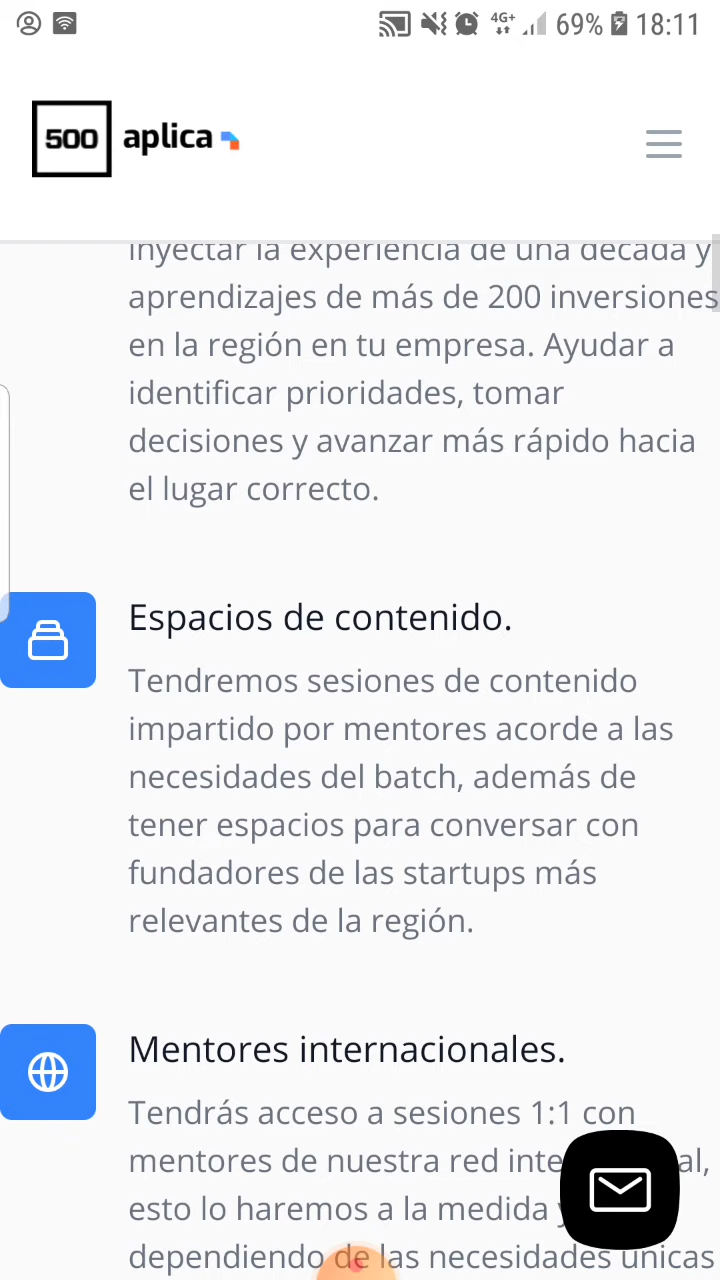 4G+ 69% 18:11
500 aplica
inyectar la experiencia de una década y
aprendizajes de más de 200 inversiones
en la región en tu empresa. Ayudar a
identificar prioridades, tomar
decisiones y avanzar más rápido hacia
el lugar correcto.
Espacios de contenido.
Tendremos sesiones de contenido
impartido por mentores acorde a las
necesidades del batch, además de
tener espacios para conversar con
fundadores de las startups más
relevantes de la región.
Mentores internacionales.
Tendrás acceso a sesiones 1:1 con
mentores de nuestra red
esto lo haremos a la medida y
dependiendo de las necesidades únicas